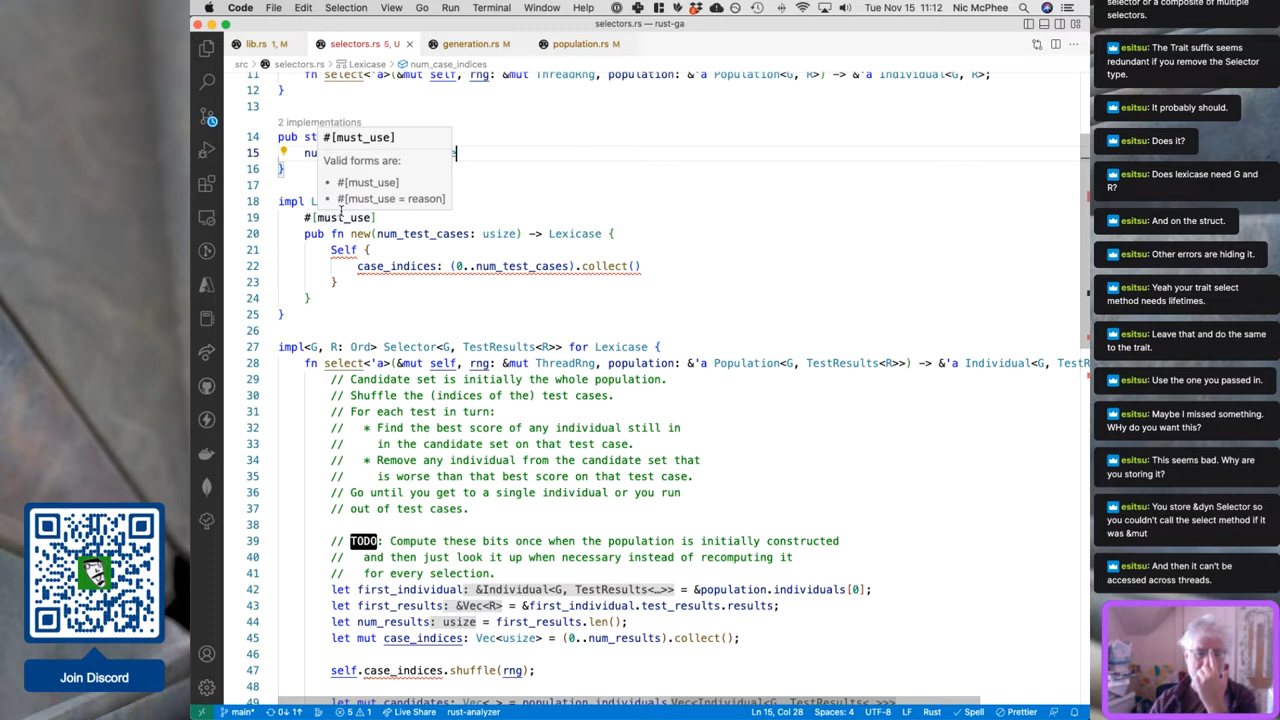 Code File Edit Selection View Go Run Terminal Window Help
Tue Nov 15 11:12 Nic McPhee
selectors.rs — rust-ga
lib.rs 1, M
selectors.rs 5, U
generation.rs M
population.rs M
src > selectors.rs > Lexicase > num_case_indices
11 fn select<'a>(&mut self, rng: &mut ThreadRng, population: &'a Population<G, R>) -> &'a Individual<G, R>;
12 }
13
2 implementations
14 pub st
15 nu
16 }
17
#[must_use]
Valid forms are:
• #[must_use]
• #[must_use = reason]
18 impl L
19 #[must_use]
20 pub fn new(num_test_cases: usize) -> Lexicase {
21 Self {
22 case_indices: (0..num_test_cases).collect()
23 }
24 }
25 }
26
27 impl<G, R: Ord> Selector<G, TestResults<R>> for Lexicase {
28 fn select<'a>(&mut self, rng: &mut ThreadRng, population: &'a Population<G, TestResults<R>>) -> &'a Individual<G, TestR
29 // Candidate set is initially the whole population.
30 // Shuffle the (indices of the) test cases.
31 // For each test in turn:
32 // * Find the best score of any individual still in
33 // in the candidate set on that test case.
34 // * Remove any individual from the candidate set that
35 // is worse than that best score on that test case.
36 // Go until you get to a single individual or you run
37 // out of test cases.
38
39 // TODO: Compute these bits once when the population is initially constructed
40 // and then just look it up when necessary instead of recomputing it
41 // for every selection.
42 let first_individual: &Individual<G, TestResults<…>> = &population.individuals[0];
43 let first_results: &Vec<R> = &first_individual.test_results.results;
44 let num_results: usize = first_results.len();
45 let mut case_indices: Vec<usize> = (0..num_results).collect();
46
47 self.case_indices.shuffle(rng);
48
49
main* 0↓ 1↑ 5 1 Live Share rust-analyzer
Ln 15, Col 28 Spaces: 4 UTF-8 LF Rust Spell Prettier
Join Discord
selector or a composite of multiple
selectors.
esitsu: The Trait suffix seems
redundant if you remove the Selector
type.
esitsu: It probably should.
esitsu: Does it?
esitsu: Does lexicase need G and
R?
esitsu: And on the struct.
esitsu: Other errors are hiding it.
esitsu: Yeah your trait select
method needs lifetimes.
esitsu: Leave that and do the same
to the trait.
esitsu: Use the one you passed in.
esitsu: Maybe I missed something.
WHy do you want this?
esitsu: This seems bad. Why are
you storing it?
esitsu: You store &dyn Selector so
you couldn't call the select method if it
was &mut
esitsu: And then it can't be
accessed across threads.